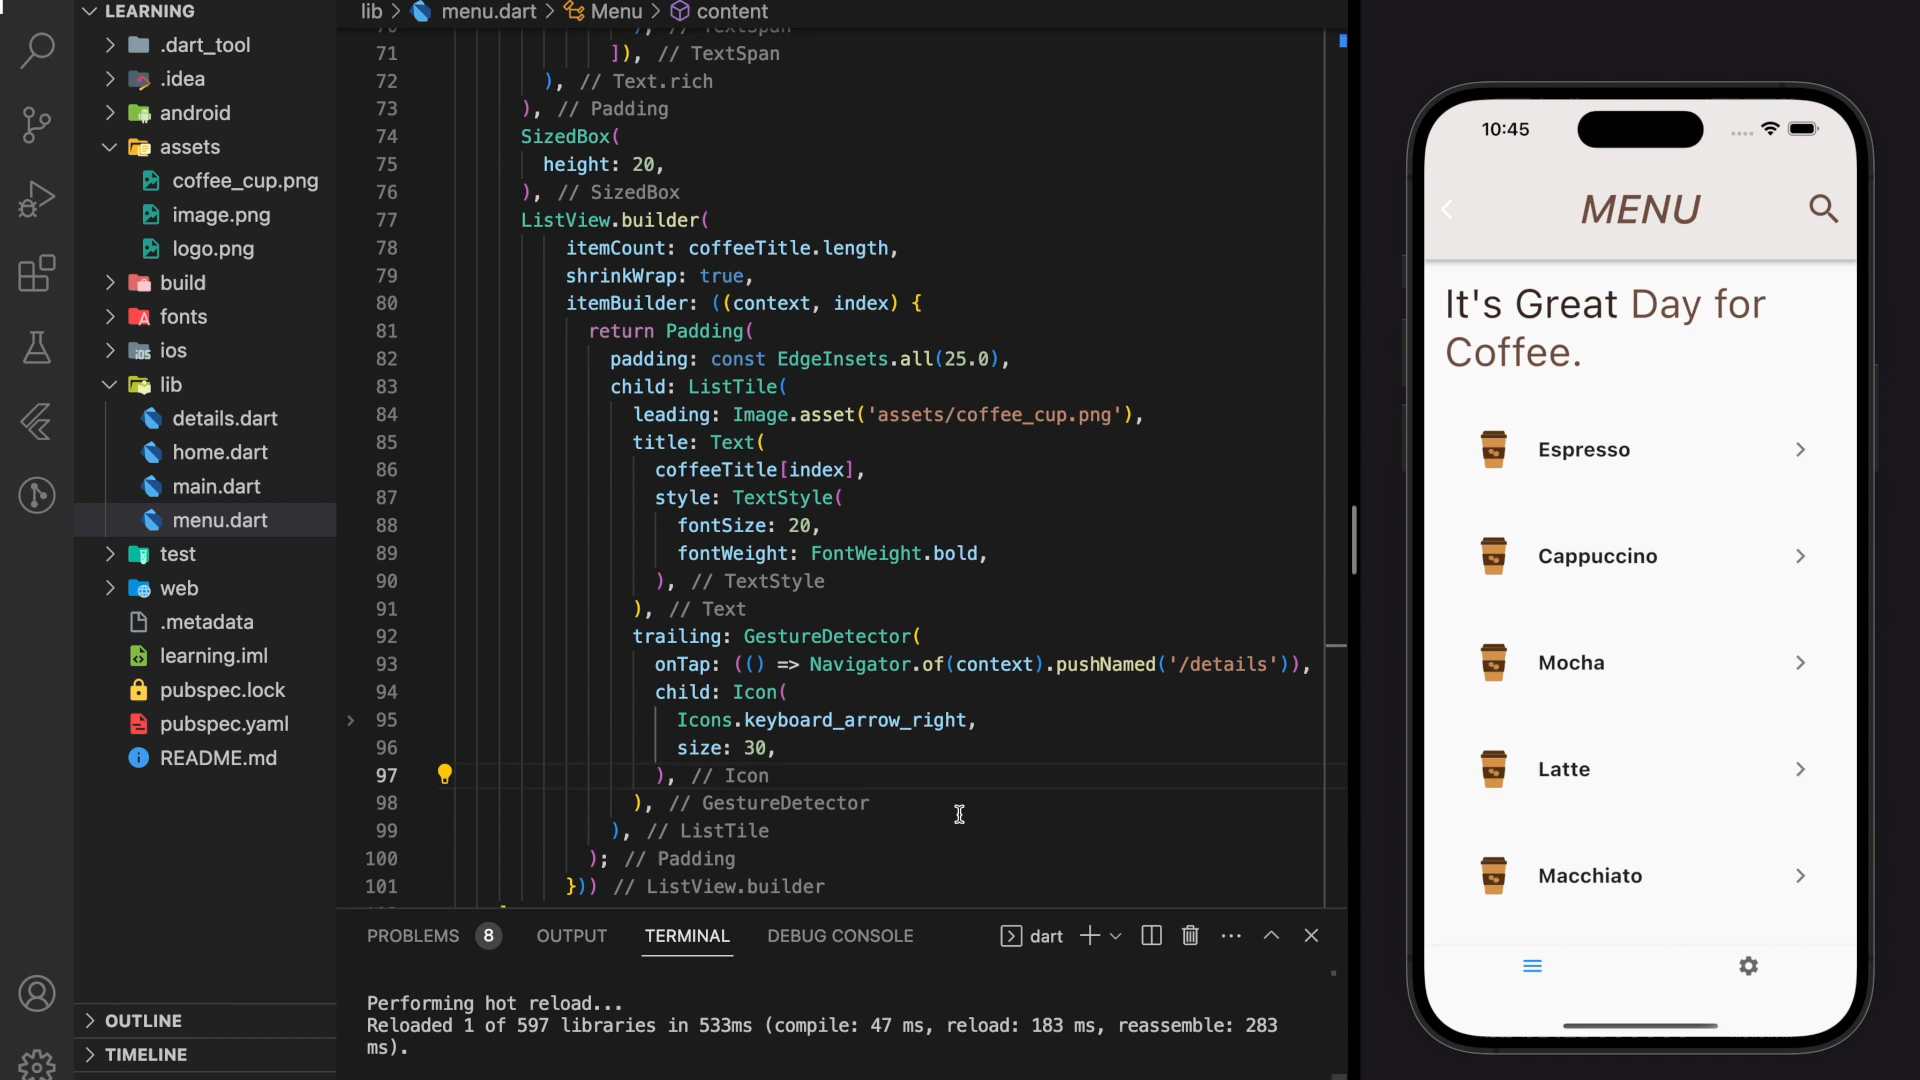 LEARNING
.dart_tool
.idea
android
assets
coffee_cup.png
image.png
logo.png
build
fonts
ios
lib
details.dart
home.dart
main.dart
menu.dart
test
web
.metadata
learning.iml
pubspec.lock
pubspec.yaml
README.md
OUTLINE
TIMELINE
lib > menu.dart > Menu > content
70 ), // TextSpan
71 ]), // TextSpan
72 ), // Text.rich
73 ), // Padding
74 SizedBox(
75 height: 20,
76 ), // SizedBox
77 ListView.builder(
78 itemCount: coffeeTitle.length,
79 shrinkWrap: true,
80 itemBuilder: ((context, index) {
81 return Padding(
82 padding: const EdgeInsets.all(25.0),
83 child: ListTile(
84 leading: Image.asset('assets/coffee_cup.png'),
85 title: Text(
86 coffeeTitle[index],
87 style: TextStyle(
88 fontSize: 20,
89 fontWeight: FontWeight.bold,
90 ), // TextStyle
91 ), // Text
92 trailing: GestureDetector(
93 onTap: (() => Navigator.of(context).pushNamed('/details')),
94 child: Icon(
95 Icons.keyboard_arrow_right,
96 size: 30,
97 ), // Icon
98 ), // GestureDetector
99 ), // ListTile
100 ); // Padding
101 })) // ListView.builder
PROBLEMS 8 OUTPUT TERMINAL DEBUG CONSOLE dart
Performing hot reload...
Reloaded 1 of 597 libraries in 533ms (compile: 47 ms, reload: 183 ms, reassemble: 283
ms).
10:45
MENU
It's Great Day for
Coffee.
Espresso
Cappuccino
Mocha
Latte
Macchiato